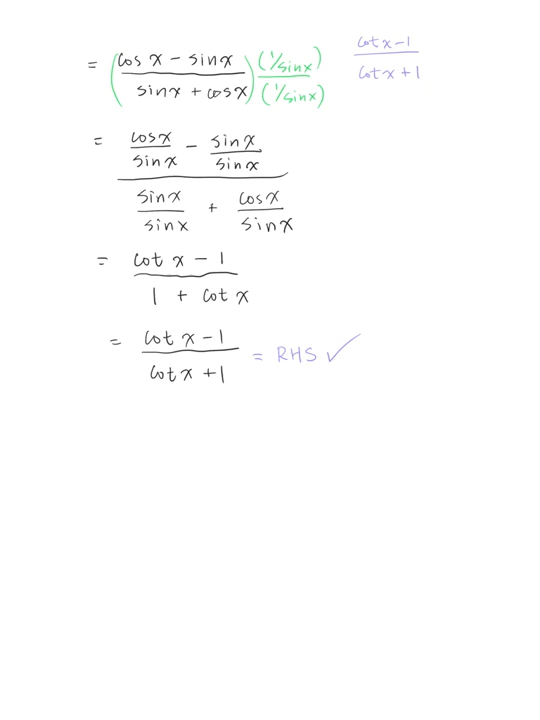 = ((cos x − sin x)/(sin x + cos x)) (1/sin x)/(1/sin x)
(cot x − 1)/(cot x + 1)
= (cos x/sin x − sin x/sin x)/(sin x/sin x + cos x/sin x)
= (cot x − 1)/(1 + cot x)
= (cot x − 1)/(cot x + 1) = RHS ✓